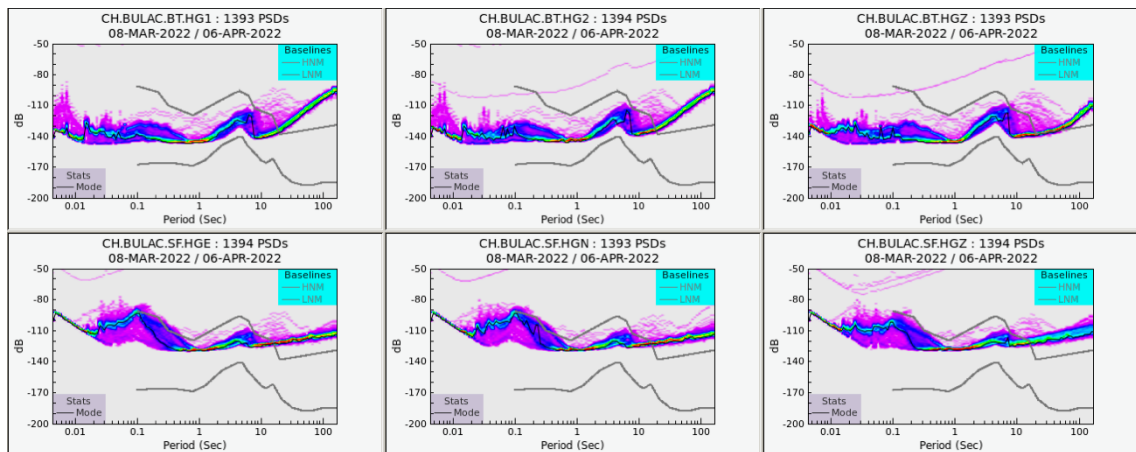 CH.BULAC.BT.HG1 : 1393 PSDs
08-MAR-2022 / 06-APR-2022
-50
-80
-110
-140
-170
-200
dB
Baselines
HNM
LNM
Stats
Mode
0.01 0.1 1 10 100
Period (Sec)
CH.BULAC.BT.HG2 : 1394 PSDs
08-MAR-2022 / 06-APR-2022
-50
-80
-110
-140
-170
-200
dB
Baselines
HNM
LNM
Stats
Mode
0.01 0.1 1 10 100
Period (Sec)
CH.BULAC.BT.HGZ : 1393 PSDs
08-MAR-2022 / 06-APR-2022
-50
-80
-110
-140
-170
-200
dB
Baselines
HNM
LNM
Stats
Mode
0.01 0.1 1 10 100
Period (Sec)
CH.BULAC.SF.HGE : 1394 PSDs
08-MAR-2022 / 06-APR-2022
-50
-80
-110
-140
-170
-200
dB
Baselines
HNM
LNM
Stats
Mode
0.01 0.1 1 10 100
Period (Sec)
CH.BULAC.SF.HGN : 1393 PSDs
08-MAR-2022 / 06-APR-2022
-50
-80
-110
-140
-170
-200
dB
Baselines
HNM
LNM
Stats
Mode
0.01 0.1 1 10 100
Period (Sec)
CH.BULAC.SF.HGZ : 1394 PSDs
08-MAR-2022 / 06-APR-2022
-50
-80
-110
-140
-170
-200
dB
Baselines
HNM
LNM
Stats
Mode
0.01 0.1 1 10 100
Period (Sec)